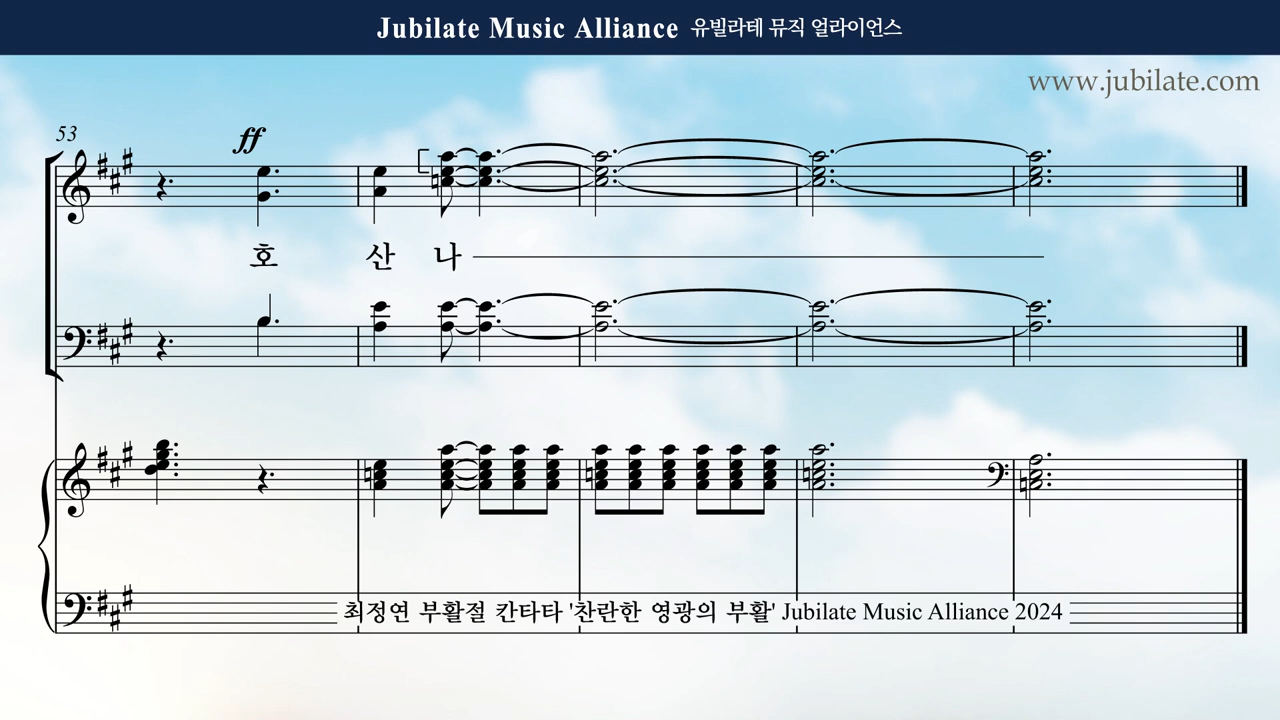 Jubilate Music Alliance 유빌라테 뮤직 얼라이언스
www.jubilate.com
53
ff
호 산 나
최정연 부활절 칸타타 '찬란한 영광의 부활' Jubilate Music Alliance 2024